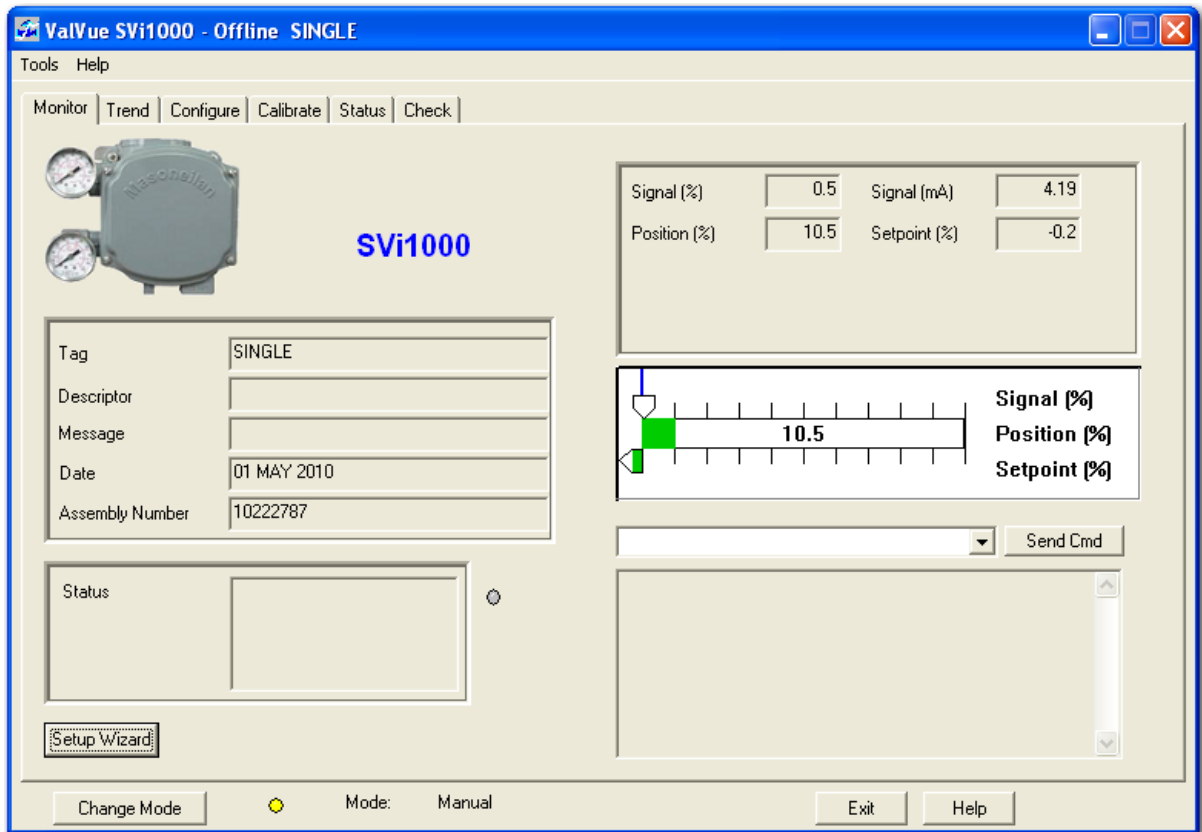 ValVue SVi1000 - Offline SINGLE
Tools Help
Monitor Trend Configure Calibrate Status Check
Masoneilan
SVi1000
Signal (%) 0.5 Signal (mA) 4.19
Position (%) 10.5 Setpoint (%) -0.2
Tag SINGLE
Descriptor
Message
Date 01 MAY 2010
Assembly Number 10222787
Signal (%)
10.5 Position (%)
Setpoint (%)
Send Cmd
Status
Setup Wizard
Change Mode Mode: Manual Exit Help